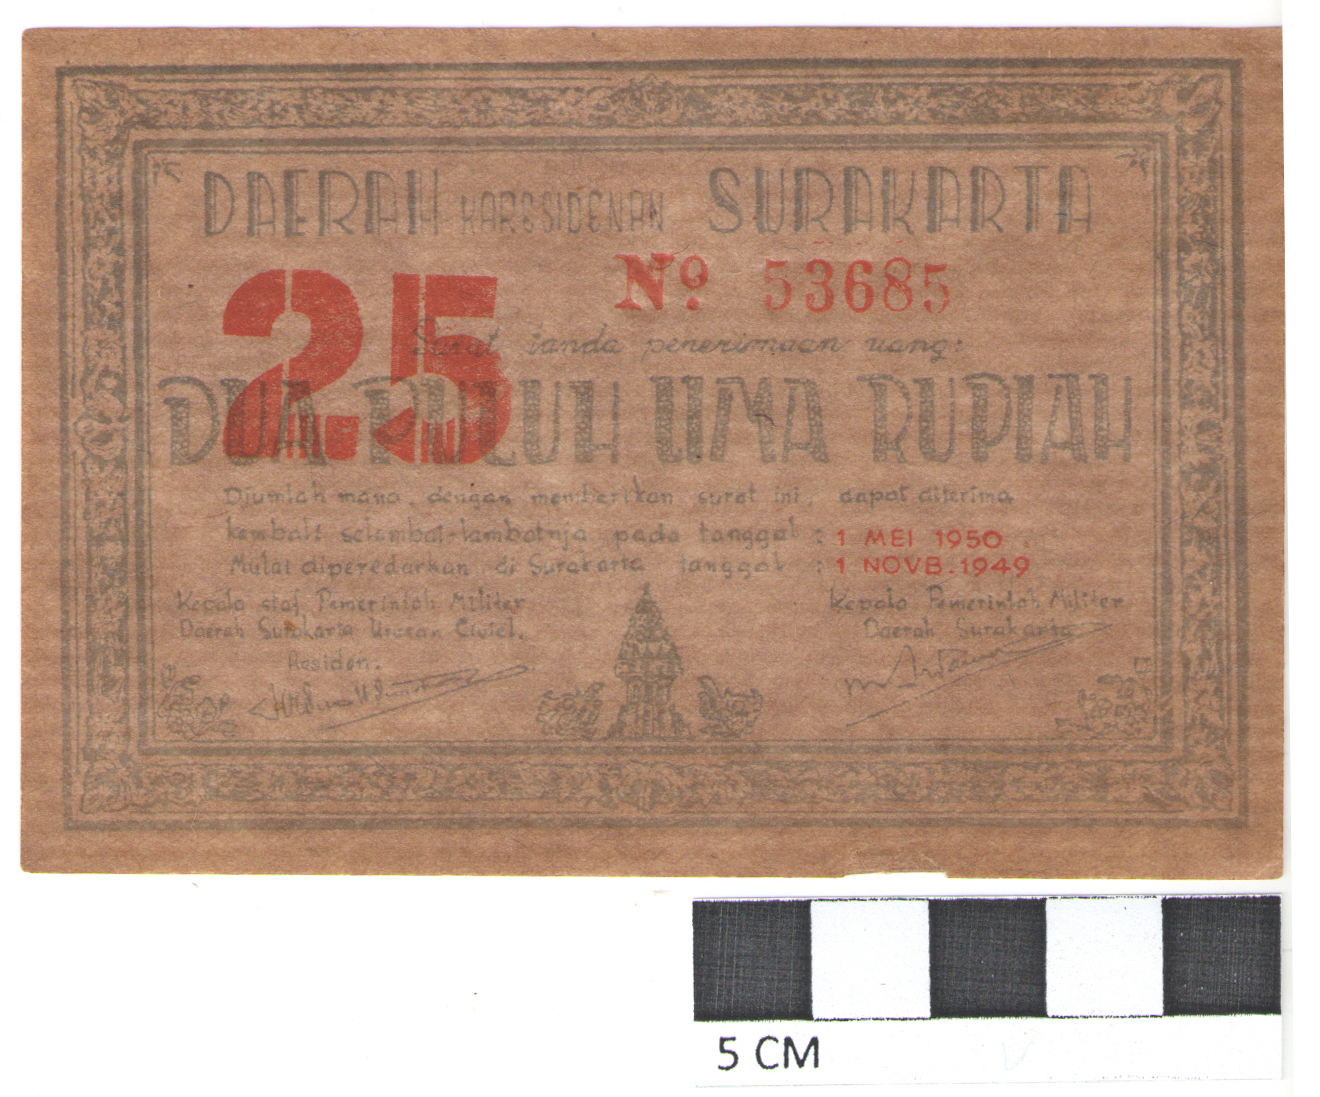 DAERAH KARESIDENAN SURAKARTA
25
No. 53685
Surat tanda penerimaan uang:
DUA PULUH LIMA RUPIAH
Djumlah mana, dengan memberikan surat ini, dapat diterima
kembali selambat-lambatnja pada tanggal : 1 MEI 1950
Mulai diperedarkan di Surakarta tanggal : 1 NOVB. 1949
Kepala staf Pemerintah Militer
Daerah Surakarta Urusan Civiel.
Residen.
Kepala Pemerintah Militer
Daerah Surakarta
5 CM